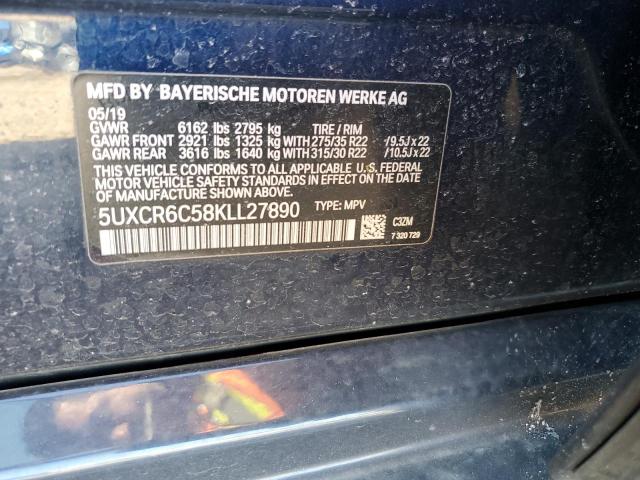 MFD BY BAYERISCHE MOTOREN WERKE AG
05/19
GVWR 6162 lbs 2795 kg TIRE / RIM
GAWR FRONT 2921 lbs 1325 kg WITH 275/35 R22 /9.5J x 22
GAWR REAR 3616 lbs 1640 kg WITH 315/30 R22 /10.5J x 22
THIS VEHICLE CONFORMS TO ALL APPLICABLE U.S. FEDERAL
MOTOR VEHICLE SAFETY STANDARDS IN EFFECT ON THE DATE
OF MANUFACTURE SHOWN ABOVE.
5UXCR6C58KLL27890 TYPE: MPV
C3ZM
7 320 729